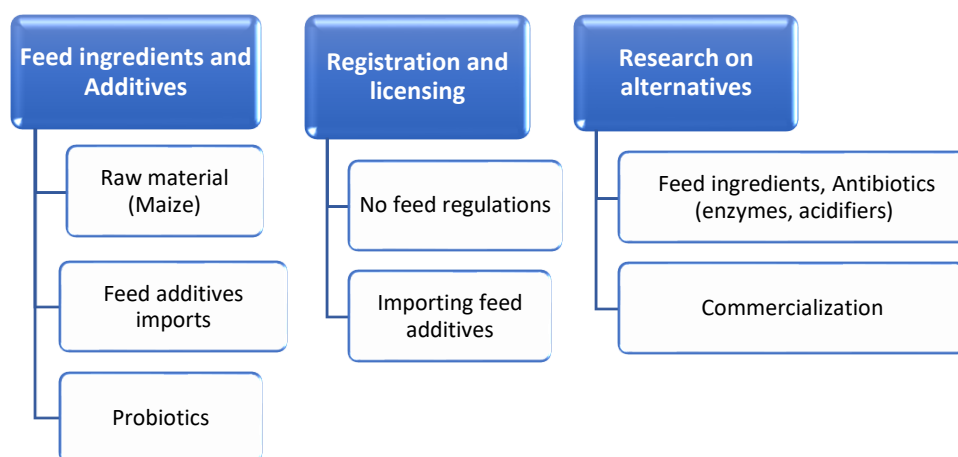 Feed ingredients and
Additives
Raw material
(Maize)
Feed additives
imports
Probiotics
Registration and
licensing
No feed regulations
Importing feed
additives
Research on
alternatives
Feed ingredients, Antibiotics
(enzymes, acidifiers)
Commercialization